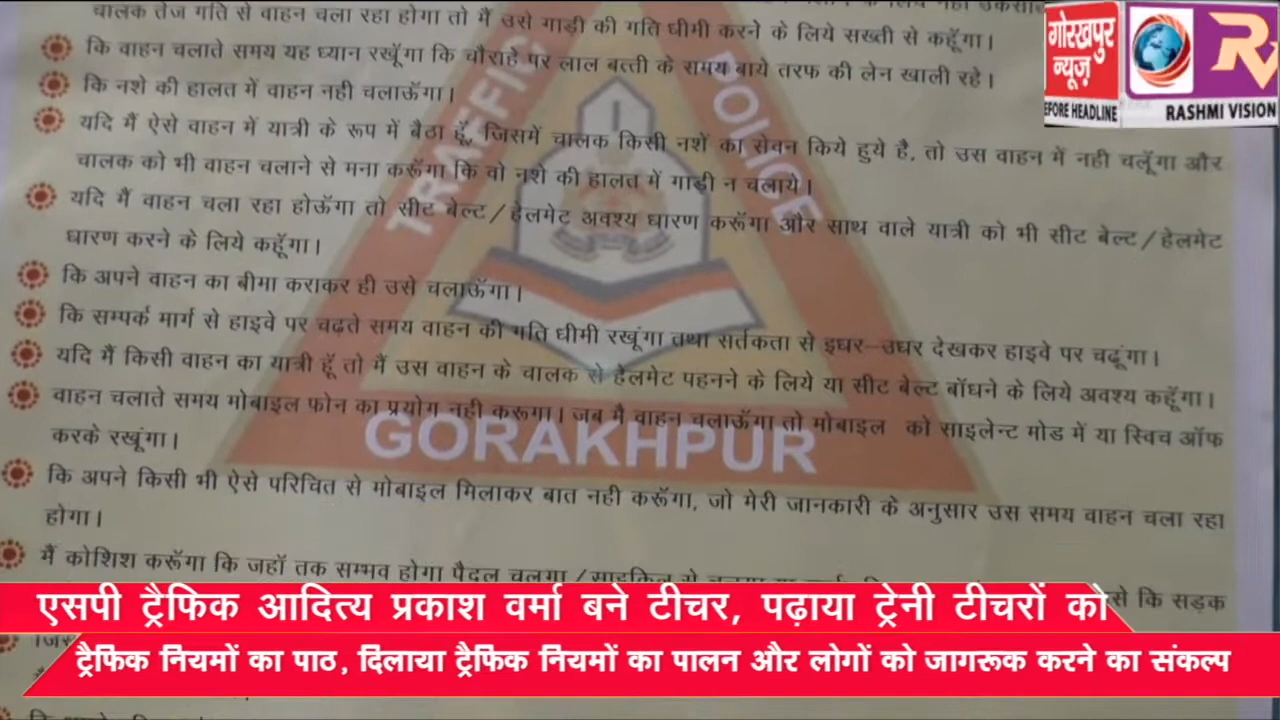 चालक तेज गति से वाहन चला रहा होगा तो मैं उसे गाड़ी की गति धीमी करने के लिये सख्ती से कहूँगा।
कि वाहन चलाते समय यह ध्यान रखूँगा कि चौराहे पर लाल बत्ती के समय बाये तरफ की लेन खाली रहे।
कि नशे की हालत में वाहन नही चलाऊँगा।
यदि मैं ऐसे वाहन में यात्री के रूप में बैठा हूँ, जिसमें चालक किसी नशें का सेवन किये हुये है, तो उस वाहन में नही चलूँगा और
चालक को भी वाहन चलाने से मना करूँगा कि वो नशे की हालत में गाड़ी न चलाये।
यदि मैं वाहन चला रहा होऊँगा तो सीट बेल्ट/हेलमेट अवश्य धारण करूँगा और साथ वाले यात्री को भी सीट बेल्ट/हेलमेट
धारण करने के लिये कहूँगा।
कि अपने वाहन का बीमा कराकर ही उसे चलाऊँगा।
कि सम्पर्क मार्ग से हाइवे पर चढ़ते समय वाहन की गति धीमी रखूंगा तथा सर्तकता से इधर–उधर देखकर हाइवे पर चढूंगा।
यदि मैं किसी वाहन का यात्री हूँ तो मैं उस वाहन के चालक से हेलमेट पहनने के लिये या सीट बेल्ट बॉधने के लिये अवश्य कहूँगा।
वाहन चलाते समय मोबाइल फोन का प्रयोग नही करूगा। जब मै वाहन चलाऊँगा तो मोबाइल को साइलेन्ट मोड में या स्विच ऑफ
करके रखूंगा।
कि अपने किसी भी ऐसे परिचित से मोबाइल मिलाकर बात नही करूँगा, जो मेरी जानकारी के अनुसार उस समय वाहन चला रहा
होगा।
मैं कोशिश करूँगा कि जहॉ तक सम्भव होगा पैदल चलूगा/साइकिल से
से कि सड़क
TRAFFIC POLICE
GORAKHPUR
गोरखपुर
न्यूज़
EFORE HEADLINE
RV
RASHMI VISION
एसपी ट्रैफिक आदित्य प्रकाश वर्मा बने टीचर, पढ़ाया ट्रेनी टीचरों को
ट्रैफिक नियमों का पाठ, दिलाया ट्रैफिक नियमों का पालन और लोगों को जागरूक करने का संकल्प